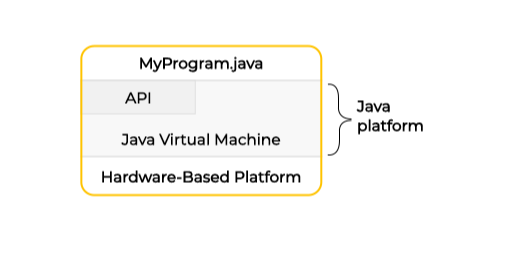 MyProgram.java
API
Java Virtual Machine
Hardware-Based Platform
Java
platform